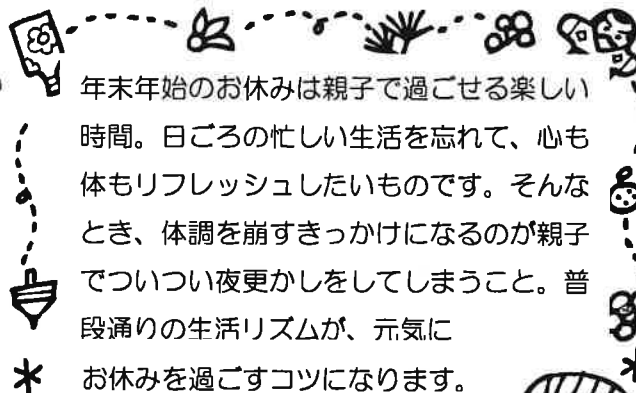 年末年始のお休みは親子で過ごせる楽しい
時間。日ごろの忙しい生活を忘れて、心も
体もリフレッシュしたいものです。そんな
とき、体調を崩すきっかけになるのが親子
でついつい夜更かしをしてしまうこと。普
段通りの生活リズムが、元気に
お休みを過ごすコツになります。